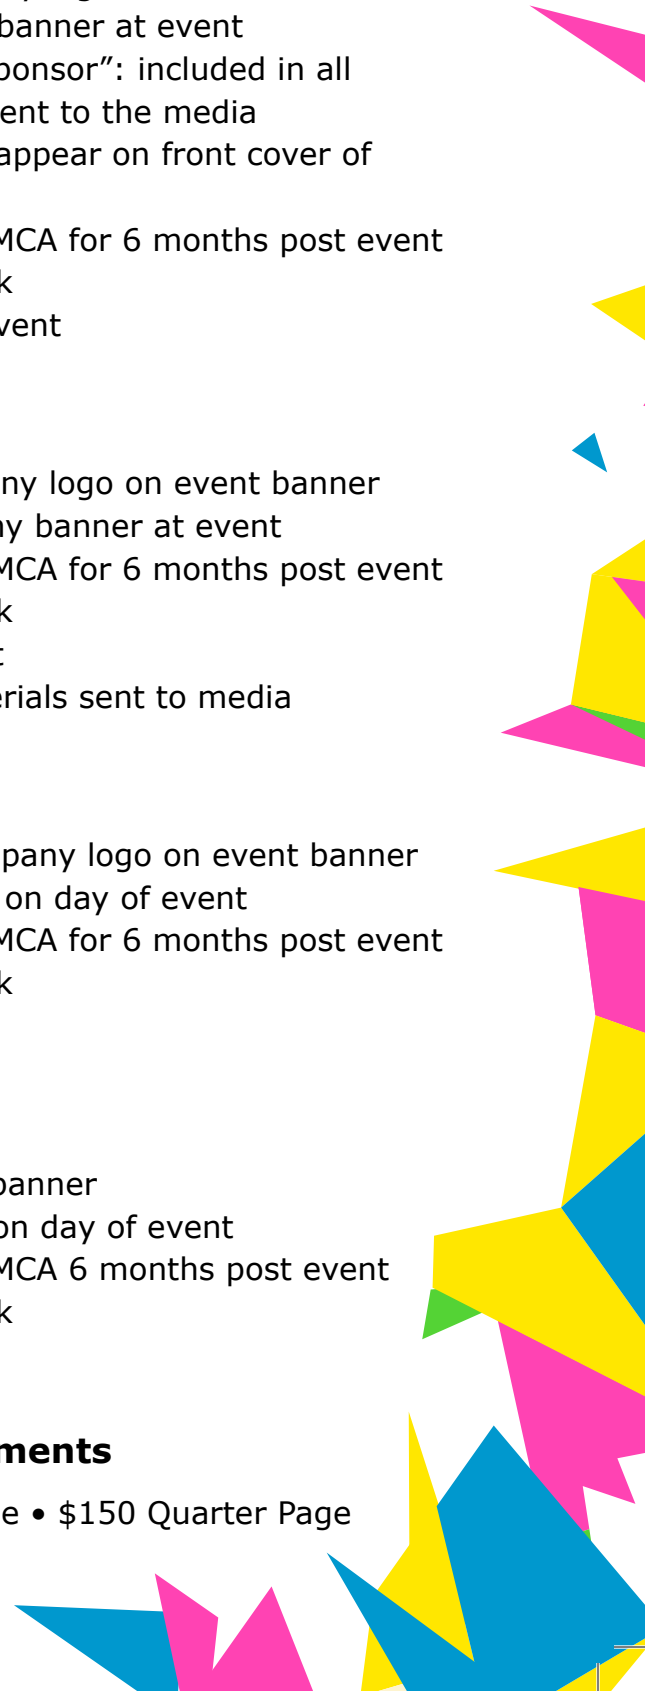 banner at event
ponsor”: included in all
ent to the media
appear on front cover of
MCA for 6 months post event
k
vent
ny logo on event banner
ny banner at event
MCA for 6 months post event
k
t
erials sent to media
pany logo on event banner
on day of event
MCA for 6 months post event
k
banner
on day of event
MCA 6 months post event
k
ments
e • $150 Quarter Page